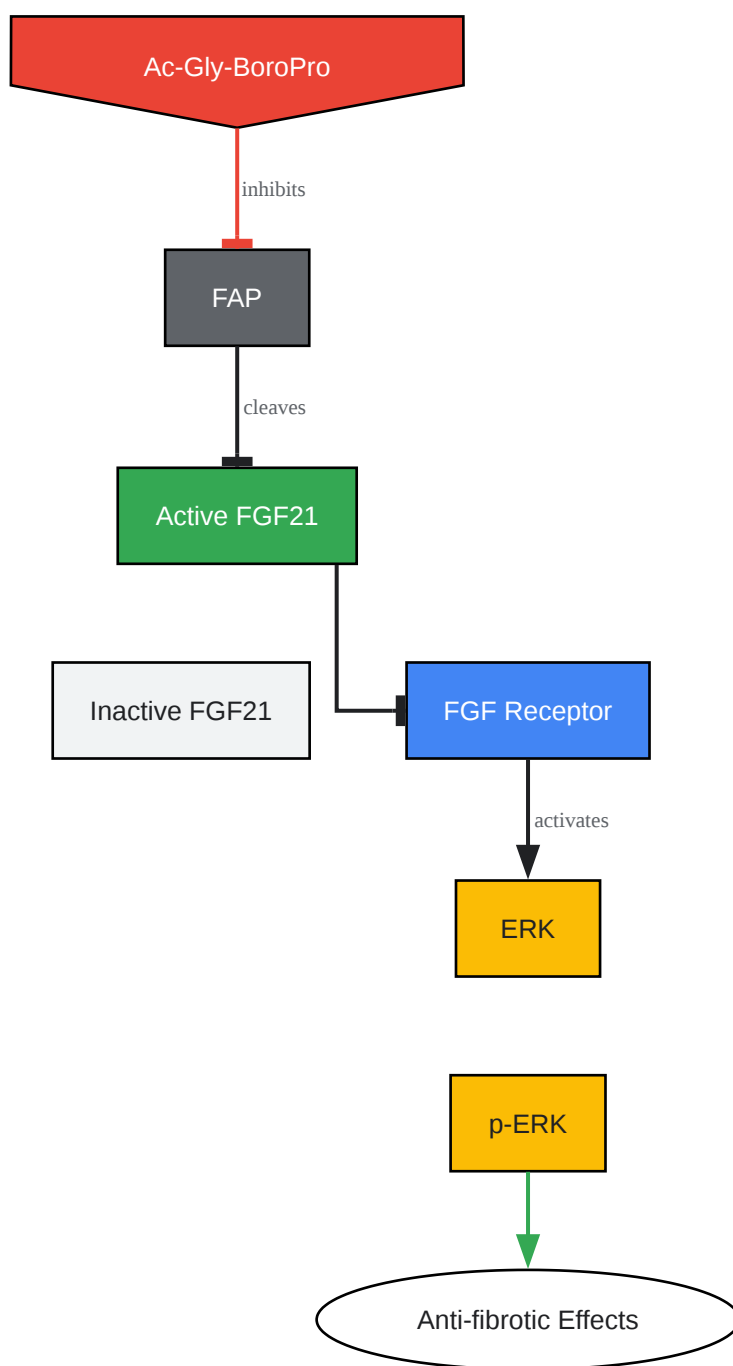 Ac-Gly-BoroPro
inhibits
FAP
cleaves
Active FGF21
Inactive FGF21
FGF Receptor
activates
ERK
p-ERK
Anti-fibrotic Effects